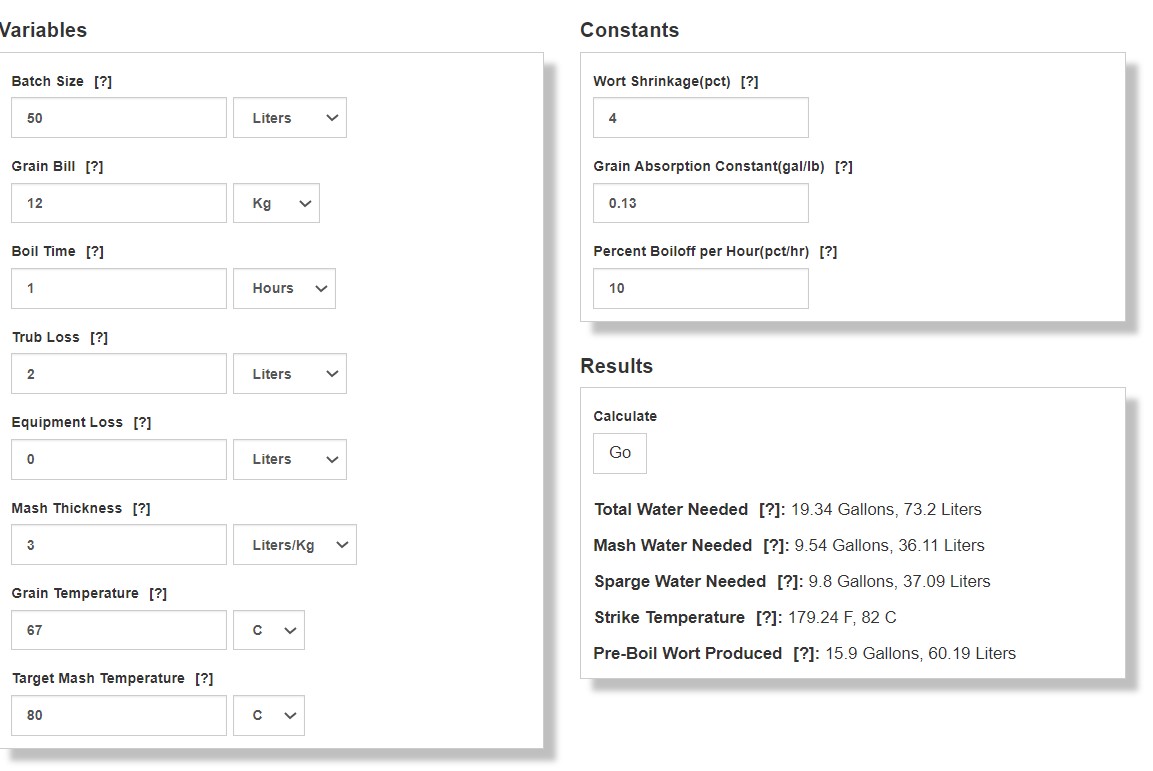 Variables
Batch Size [?]
50 Liters
Grain Bill [?]
12 Kg
Boil Time [?]
1 Hours
Trub Loss [?]
2 Liters
Equipment Loss [?]
0 Liters
Mash Thickness [?]
3 Liters/Kg
Grain Temperature [?]
67 C
Target Mash Temperature [?]
80 C
Constants
Wort Shrinkage(pct) [?]
4
Grain Absorption Constant(gal/lb) [?]
0.13
Percent Boiloff per Hour(pct/hr) [?]
10
Results
Calculate
Go
Total Water Needed [?]: 19.34 Gallons, 73.2 Liters
Mash Water Needed [?]: 9.54 Gallons, 36.11 Liters
Sparge Water Needed [?]: 9.8 Gallons, 37.09 Liters
Strike Temperature [?]: 179.24 F, 82 C
Pre-Boil Wort Produced [?]: 15.9 Gallons, 60.19 Liters